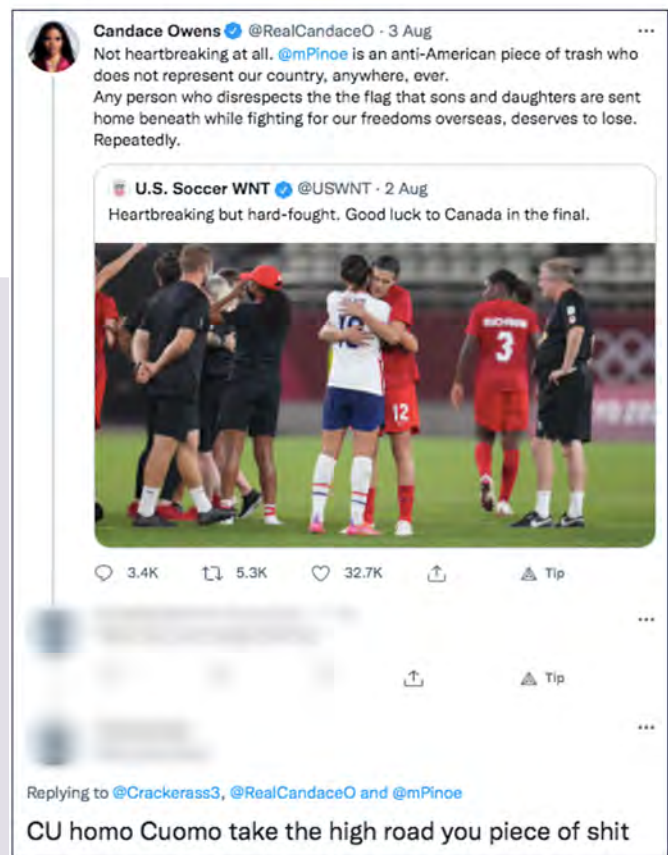 Candace Owens @RealCandaceO · 3 Aug
Not heartbreaking at all. @mPinoe is an anti-American piece of trash who
does not represent our country, anywhere, ever.
Any person who disrespects the the flag that sons and daughters are sent
home beneath while fighting for our freedoms overseas, deserves to lose.
Repeatedly.
U.S. Soccer WNT @USWNT · 2 Aug
Heartbreaking but hard-fought. Good luck to Canada in the final.
12
3
3.4K 5.3K 32.7K Tip
Tip
Replying to @Crackerass3, @RealCandaceO and @mPinoe
CU homo Cuomo take the high road you piece of shit